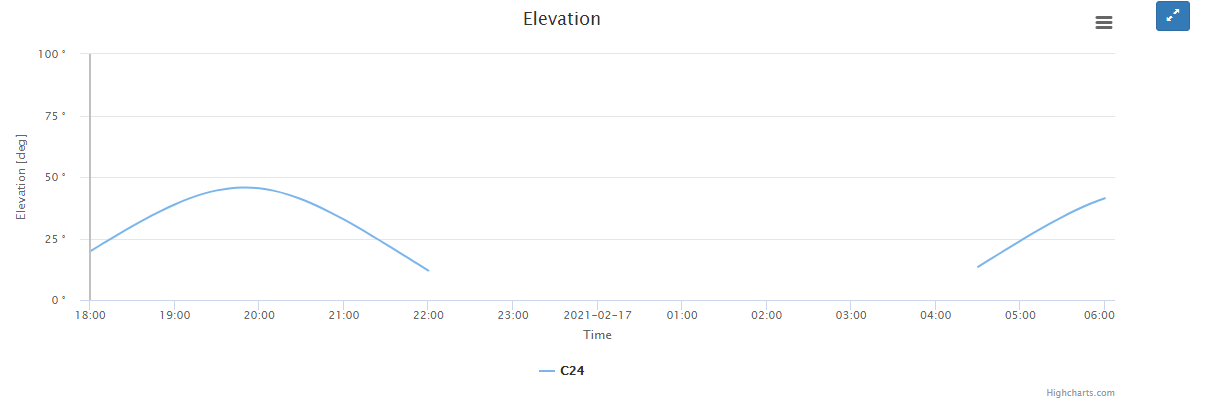 Elevation
100 °
75 °
50 °
25 °
0 °
Elevation [deg]
18:00 19:00 20:00 21:00 22:00 23:00 2021-02-17 01:00 02:00 03:00 04:00 05:00 06:00
Time
C24
Highcharts.com